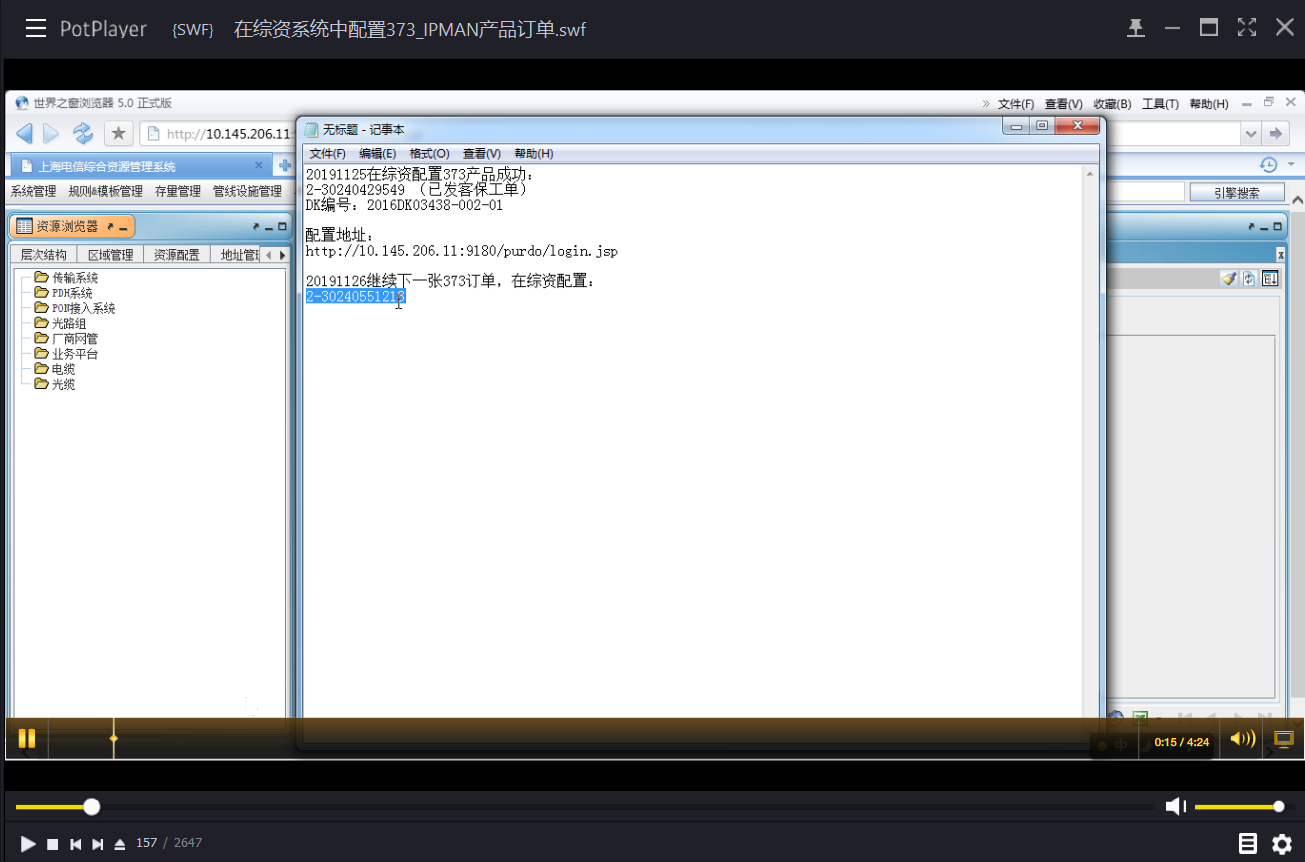 PotPlayer {SWF} 在综资系统中配置373_IPMAN产品订单.swf
世界之窗浏览器 5.0 正式版
» 文件(F) 查看(V) 收藏(B) 工具(T) 帮助(H)
http://10.145.206.11
上海电信综合资源管理系统
系统管理 规则&模板管理 存量管理 管线设施管理
引擎搜索
资源浏览器
层次结构 区域管理 资源配置 地址管
传输系统
PDH系统
PON接入系统
光路组
厂商网管
业务平台
电缆
光缆
无标题 - 记事本
文件(F) 编辑(E) 格式(O) 查看(V) 帮助(H)
20191125在综资配置373产品成功:
2-30240429549 （已发客保工单）
DK编号: 2016DK03438-002-01
配置地址:
http://10.145.206.11:9180/purdo/login.jsp
20191126继续下一张373订单, 在综资配置:
2-30240551218
中
0:15 / 4:24
157 / 2647